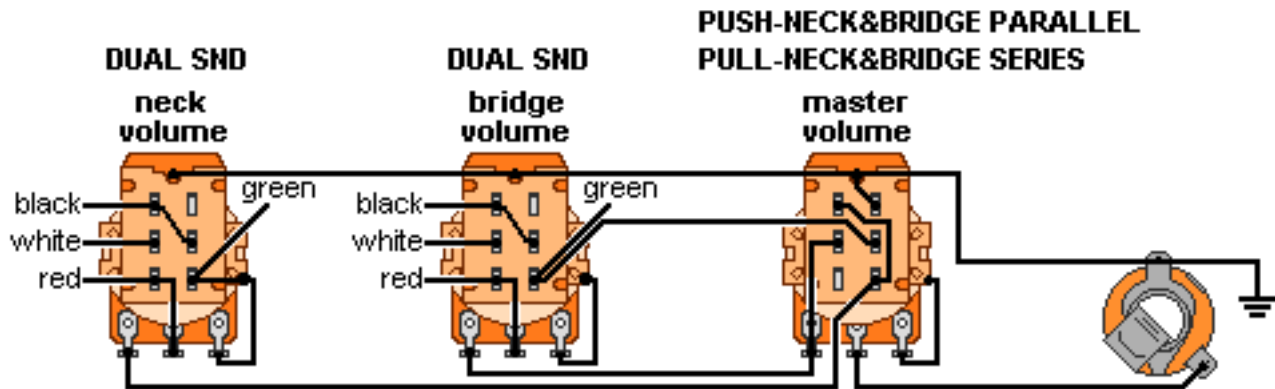 PUSH-NECK&BRIDGE PARALLEL
PULL-NECK&BRIDGE SERIES
DUAL SND
neck
volume
DUAL SND
bridge
volume
master
volume
black
white
red
green
black
white
red
green